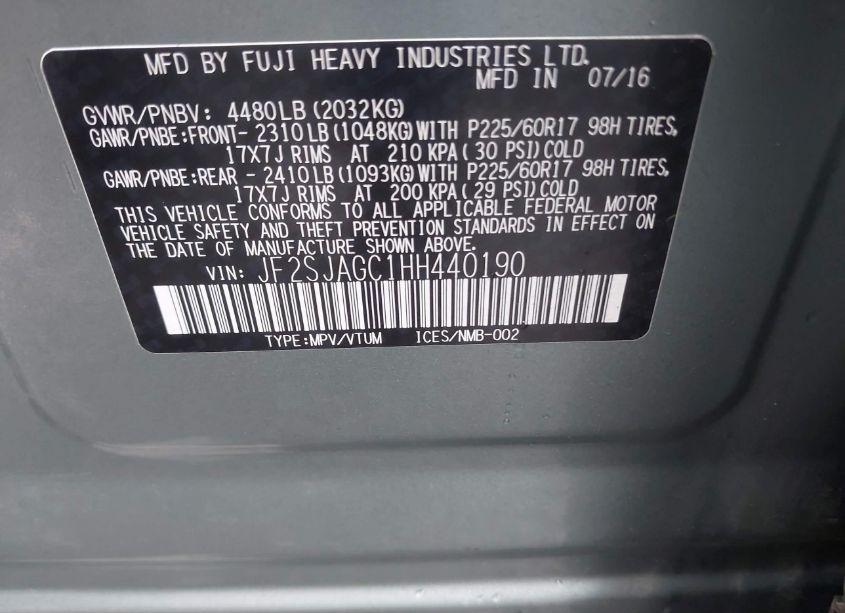 MFD BY FUJI HEAVY INDUSTRIES LTD.
MFD IN 07/16
GVWR/PNBV: 4480LB(2032KG)
GAWR/PNBE:FRONT- 2310LB(1048KG)WITH P225/60R17 98H TIRES,
17X7J RIMS AT 210 KPA( 30 PSI)COLD
GAWR/PNBE:REAR - 2410LB(1093KG)WITH P225/60R17 98H TIRES,
17X7J RIMS AT 200 KPA( 29 PSI)COLD
THIS VEHICLE CONFORMS TO ALL APPLICABLE FEDERAL MOTOR
VEHICLE SAFETY AND THEFT PREVENTION STANDARDS IN EFFECT ON
THE DATE OF MANUFACTURE SHOWN ABOVE.
VIN: JF2SJAGC1HH440190
TYPE:MPV/VTUM ICES/NMB-002